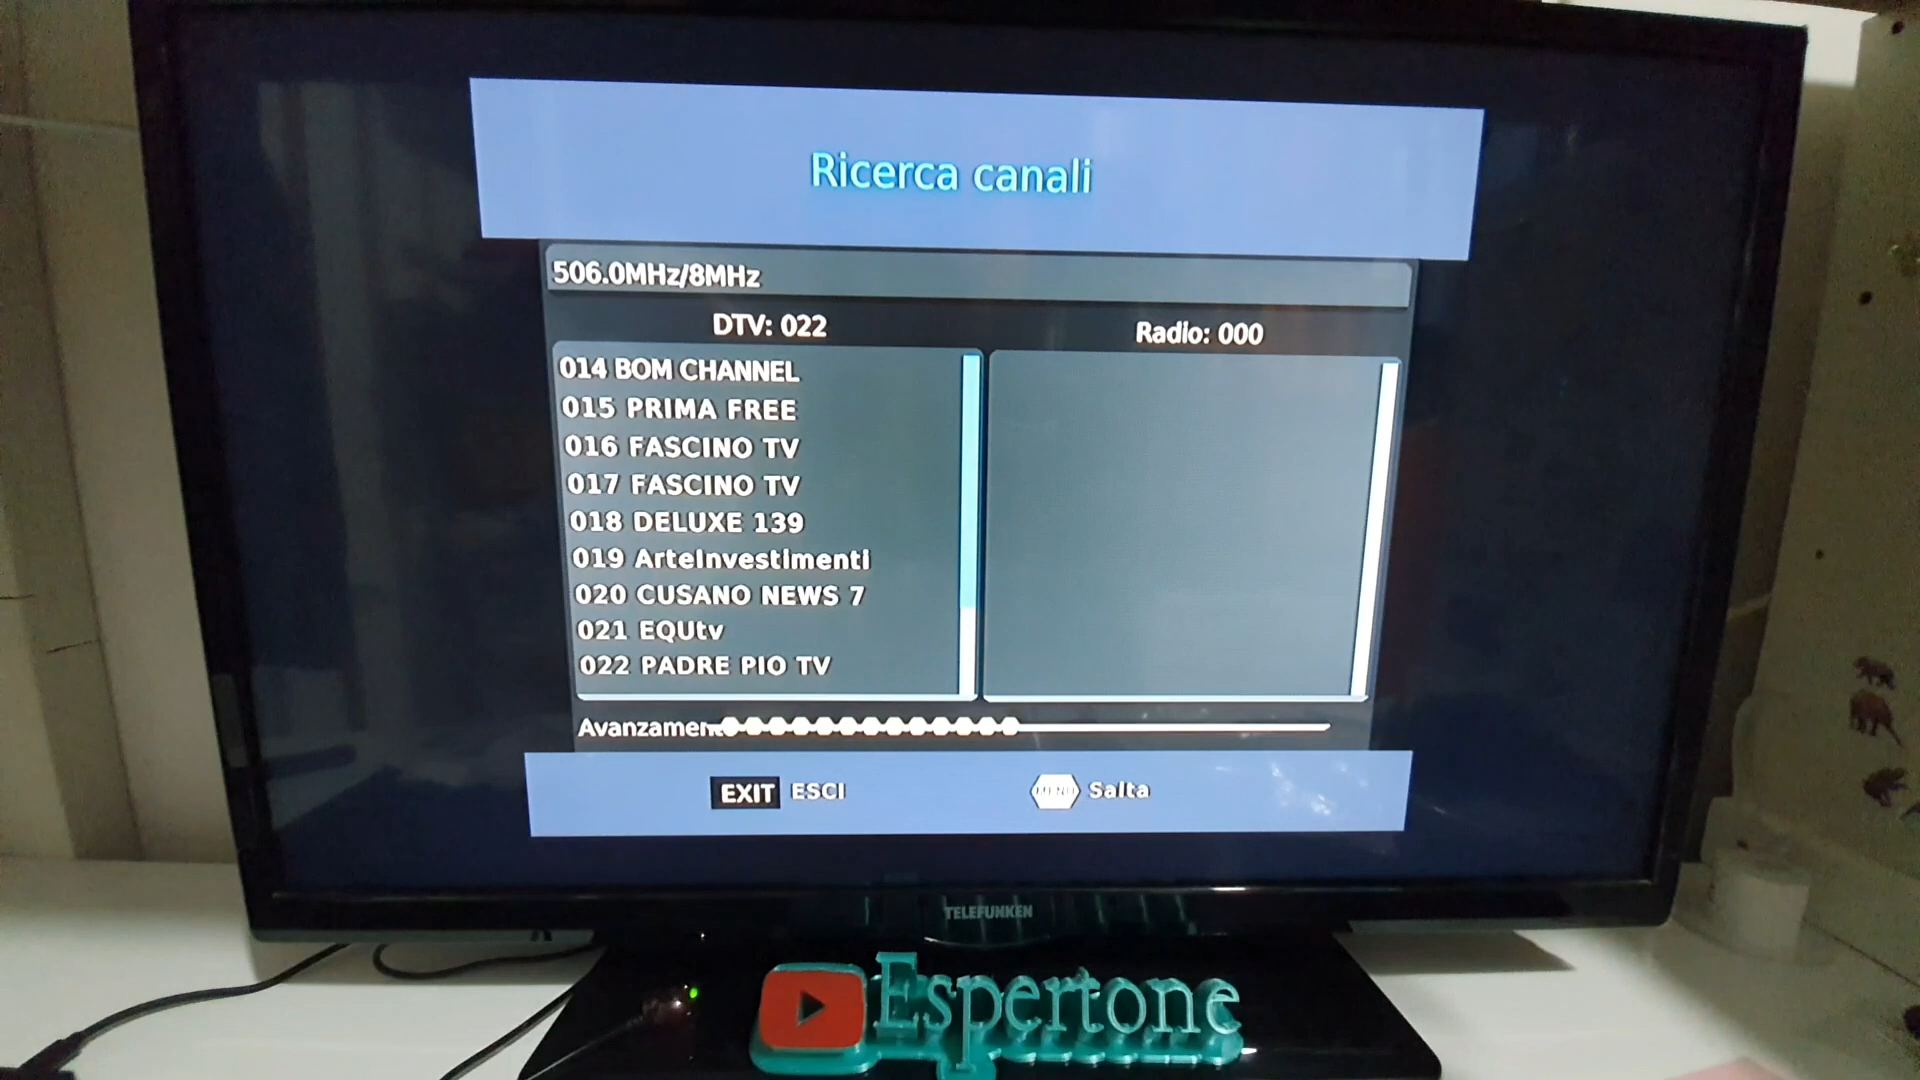 Ricerca canali
506.0MHz/8MHz
DTV: 022
Radio: 000
014 BOM CHANNEL
015 PRIMA FREE
016 FASCINO TV
017 FASCINO TV
018 DELUXE 139
019 ArteInvestimenti
020 CUSANO NEWS 7
021 EQUtv
022 PADRE PIO TV
Avanzament
EXIT ESCI
MENU Salta
TELEFUNKEN
Espertone